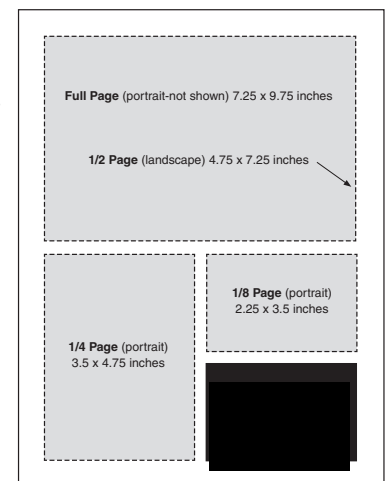 Full Page (portrait-not shown) 7.25 x 9.75 inches
1/2 Page (landscape) 4.75 x 7.25 inches
1/8 Page (portrait)
2.25 x 3.5 inches
1/4 Page (portrait)
3.5 x 4.75 inches